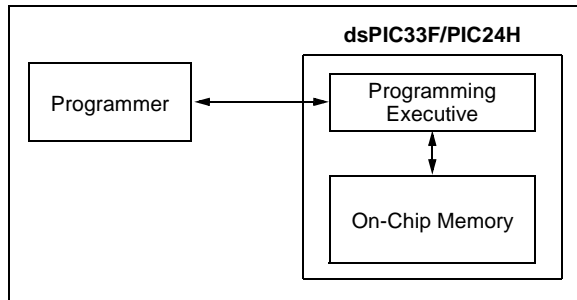 dsPIC33F/PIC24H
Programmer
Programming
Executive
On-Chip Memory